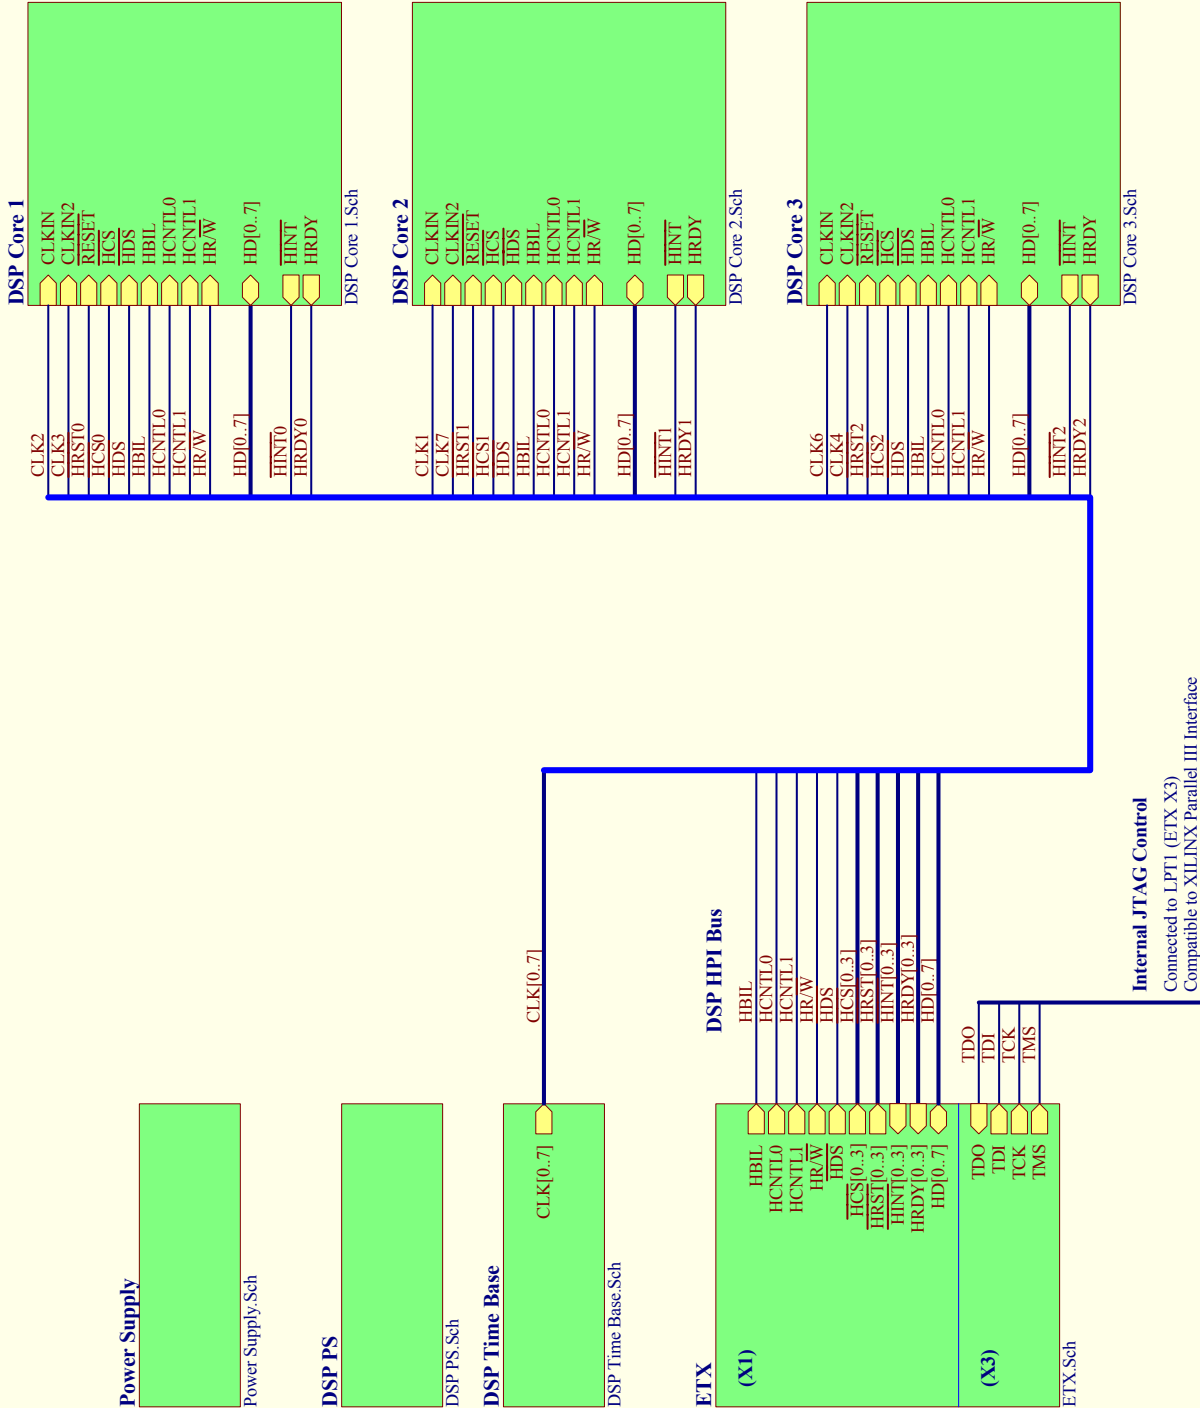 Power Supply
Power Supply.Sch
DSP PS
DSP PS.Sch
DSP Time Base
CLK[0..7]
CLK[0..7]
DSP Time Base.Sch
ETX
(X1)
HBIL
HCNTL0
HCNTL1
HR/W
HDS
HCS[0..3]
HRST[0..3]
HINT[0..3]
HRDY[0..3]
HD[0..7]
(X3)
TDO
TDI
TCK
TMS
ETX.Sch
DSP HPI Bus
HBIL
HCNTL0
HCNTL1
HR/W
HDS
HCS[0..3]
HRST[0..3]
HINT[0..3]
HRDY[0..3]
HD[0..7]
TDO
TDI
TCK
TMS
Internal JTAG Control
Connected to LPT1 (ETX X3)
Compatible to XILINX Parallel III Interface
DSP Core 1
CLK2 CLKIN
CLK3 CLKIN2
HRST0 RESET
HCS0 HCS
HDS HDS
HBIL HBIL
HCNTL0 HCNTL0
HCNTL1 HCNTL1
HR/W HR/W
HD[0..7] HD[0..7]
HINT0 HINT
HRDY0 HRDY
DSP Core 1.Sch
DSP Core 2
CLK1 CLKIN
CLK7 CLKIN2
HRST1 RESET
HCS1 HCS
HDS HDS
HBIL HBIL
HCNTL0 HCNTL0
HCNTL1 HCNTL1
HR/W HR/W
HD[0..7] HD[0..7]
HINT1 HINT
HRDY1 HRDY
DSP Core 2.Sch
DSP Core 3
CLK6 CLKIN
CLK4 CLKIN2
HRST2 RESET
HCS2 HCS
HDS HDS
HBIL HBIL
HCNTL0 HCNTL0
HCNTL1 HCNTL1
HR/W HR/W
HD[0..7] HD[0..7]
HINT2 HINT
HRDY2 HRDY
DSP Core 3.Sch